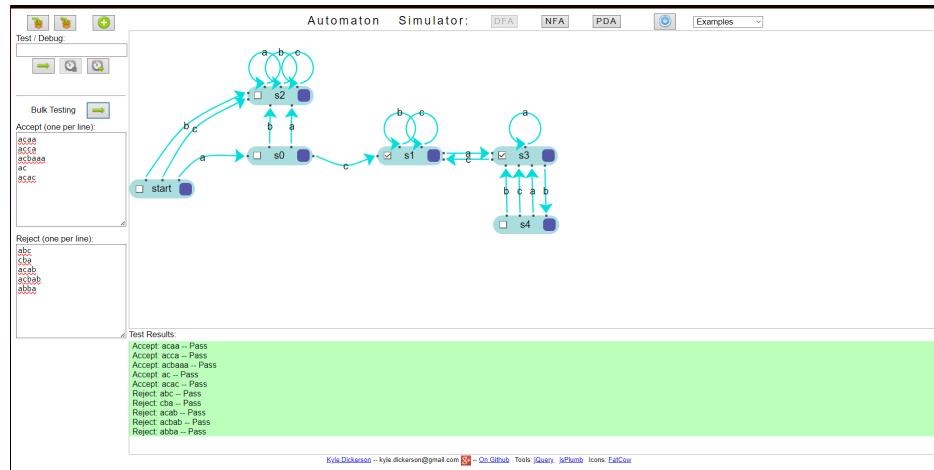 Automaton Simulator: DFA NFA PDA Examples
Test / Debug:
Bulk Testing
Accept (one per line):
acaa
acca
acbaaa
ac
acac
Reject (one per line):
abc
cba
acab
acbab
abba
a b c
s2
b c
b a
a
s0
c
b c
s1
a
c
a
s3
start
b c a b
s4
Test Results:
Accept: acaa -- Pass
Accept: acca -- Pass
Accept: acbaaa -- Pass
Accept: ac -- Pass
Accept: acac -- Pass
Reject: abc -- Pass
Reject: cba -- Pass
Reject: acab -- Pass
Reject: acbab -- Pass
Reject: abba -- Pass
Kyle Dickerson -- kyle.dickerson@gmail.com g+ -- On Github Tools: jQuery jsPlumb Icons: FatCow